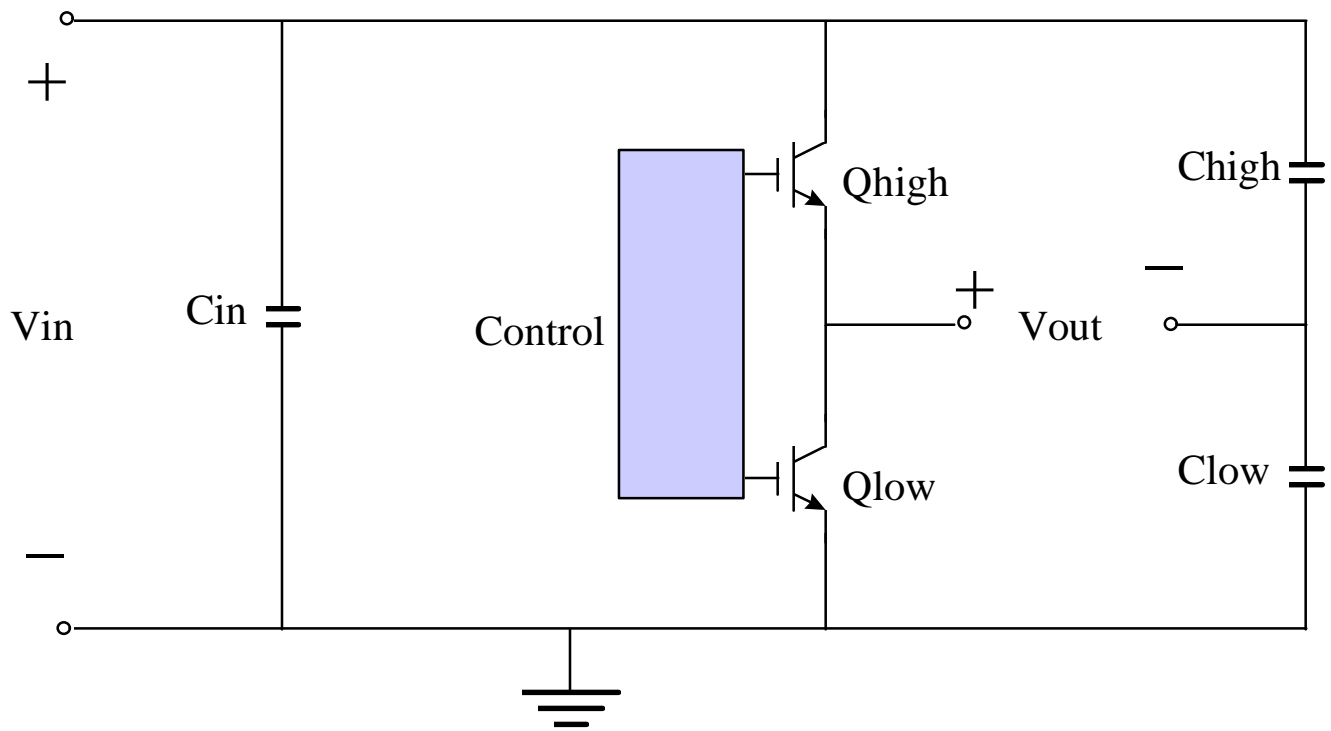 +
Qhigh
Chigh
+
−
Vin
Cin
Control
Vout
Qlow
Clow
−